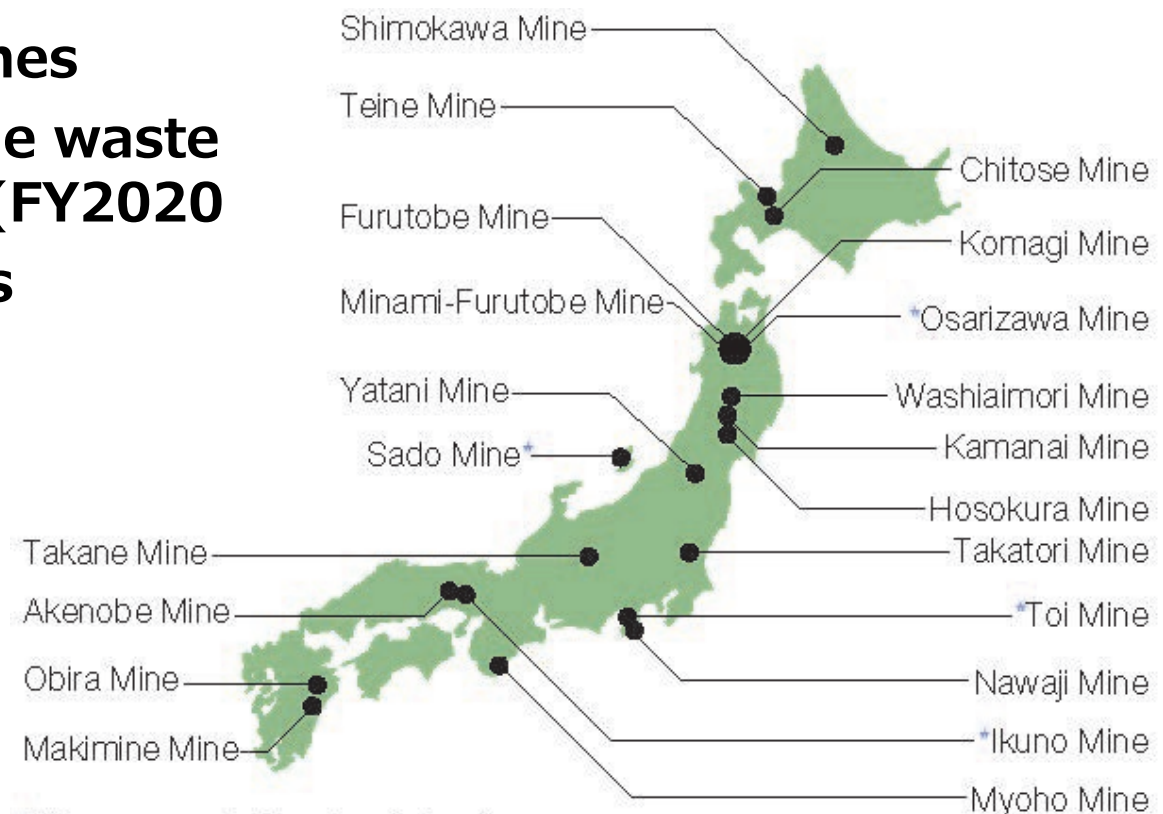 nes
e waste
(FY2020
s
Shimokawa Mine
Teine Mine
Chitose Mine
Furutobe Mine
Komagi Mine
Minami-Furutobe Mine
*Osarizawa Mine
Yatani Mine
Washiaimori Mine
Sado Mine*
Kamanai Mine
Hosokura Mine
Takane Mine
Takatori Mine
Akenobe Mine
*Toi Mine
Obira Mine
Nawaji Mine
Makimine Mine
*Ikuno Mine
Myoho Mine